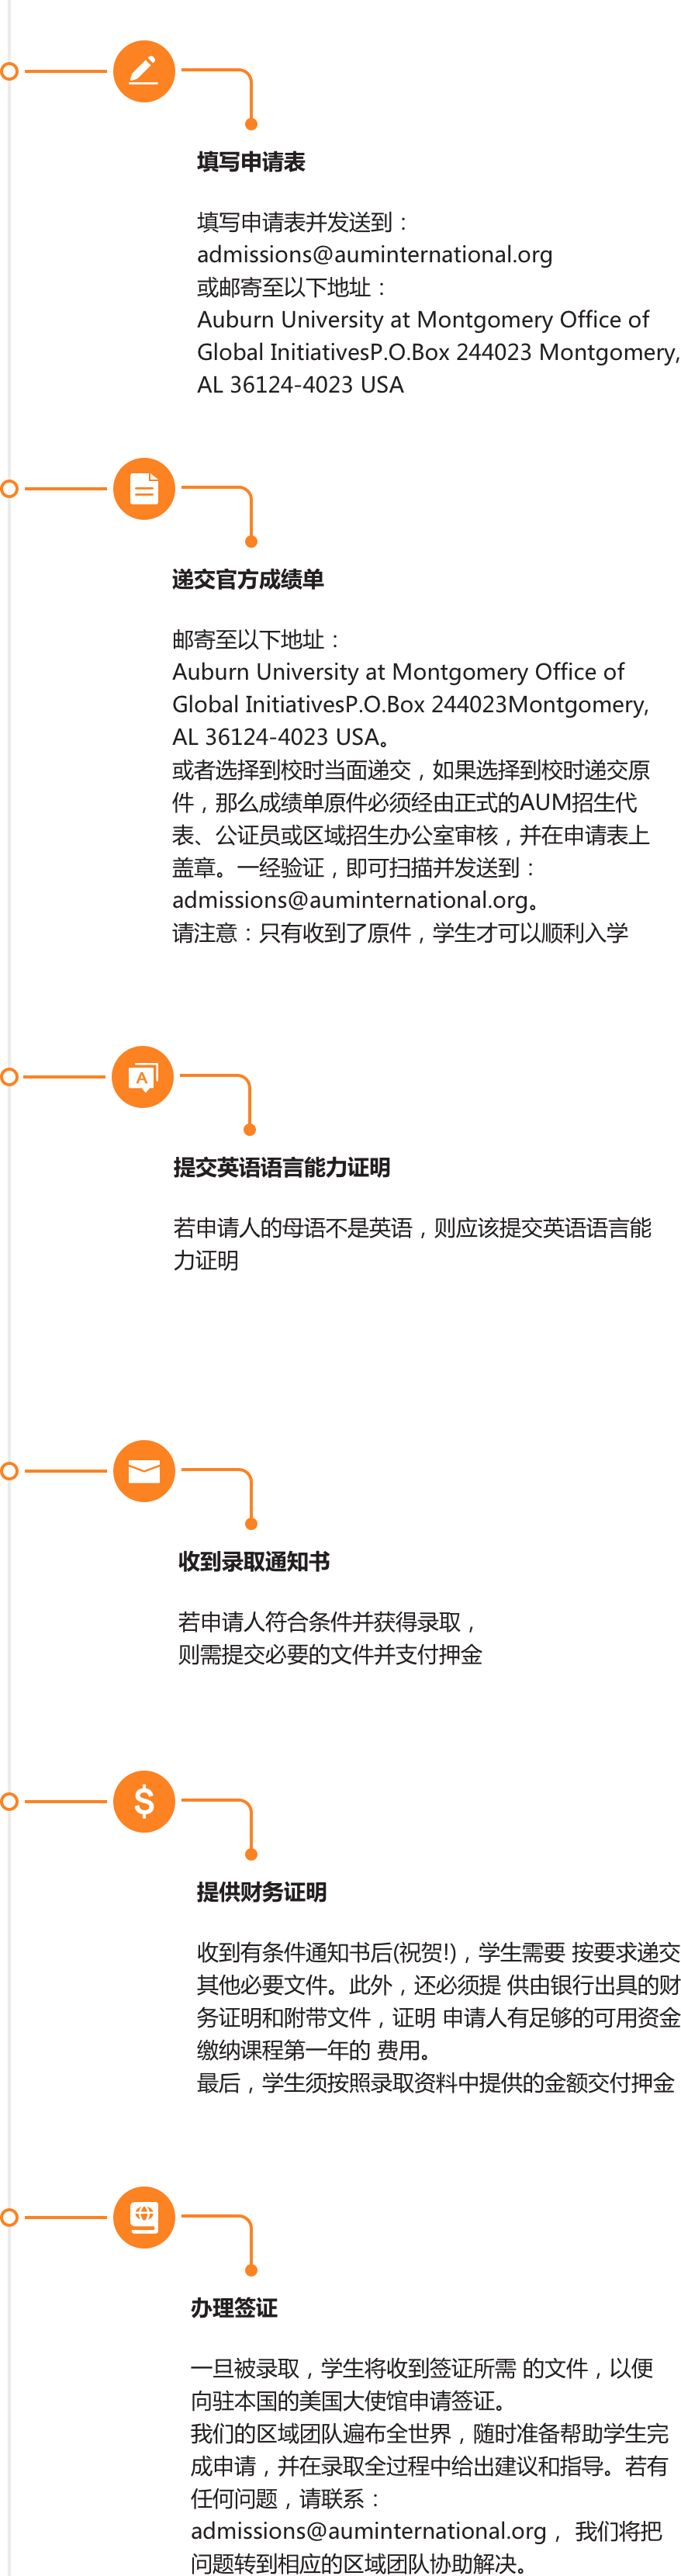 填写申请表
填写申请表并发送到：
admissions@auminternational.org
或邮寄至以下地址：
Auburn University at Montgomery Office of
Global InitiativesP.O.Box 244023 Montgomery,
AL 36124-4023 USA
递交官方成绩单
邮寄至以下地址：
Auburn University at Montgomery Office of
Global InitiativesP.O.Box 244023Montgomery,
AL 36124-4023 USA。
或者选择到校时当面递交，如果选择到校时递交原
件，那么成绩单原件必须经由正式的AUM招生代
表、公证员或区域招生办公室审核，并在申请表上
盖章。一经验证，即可扫描并发送到：
admissions@auminternational.org。
请注意：只有收到了原件，学生才可以顺利入学
A
提交英语语言能力证明
若申请人的母语不是英语，则应该提交英语语言能
力证明
收到录取通知书
若申请人符合条件并获得录取，
则需提交必要的文件并支付押金
$
提供财务证明
收到有条件通知书后(祝贺!)，学生需要 按要求递交
其他必要文件。此外，还必须提 供由银行出具的财
务证明和附带文件，证明 申请人有足够的可用资金
缴纳课程第一年的 费用。
最后，学生须按照录取资料中提供的金额交付押金
办理签证
一旦被录取，学生将收到签证所需 的文件，以便
向驻本国的美国大使馆申请签证。
我们的区域团队遍布全世界，随时准备帮助学生完
成申请，并在录取全过程中给出建议和指导。若有
任何问题，请联系：
admissions@auminternational.org， 我们将把
问题转到相应的区域团队协助解决。